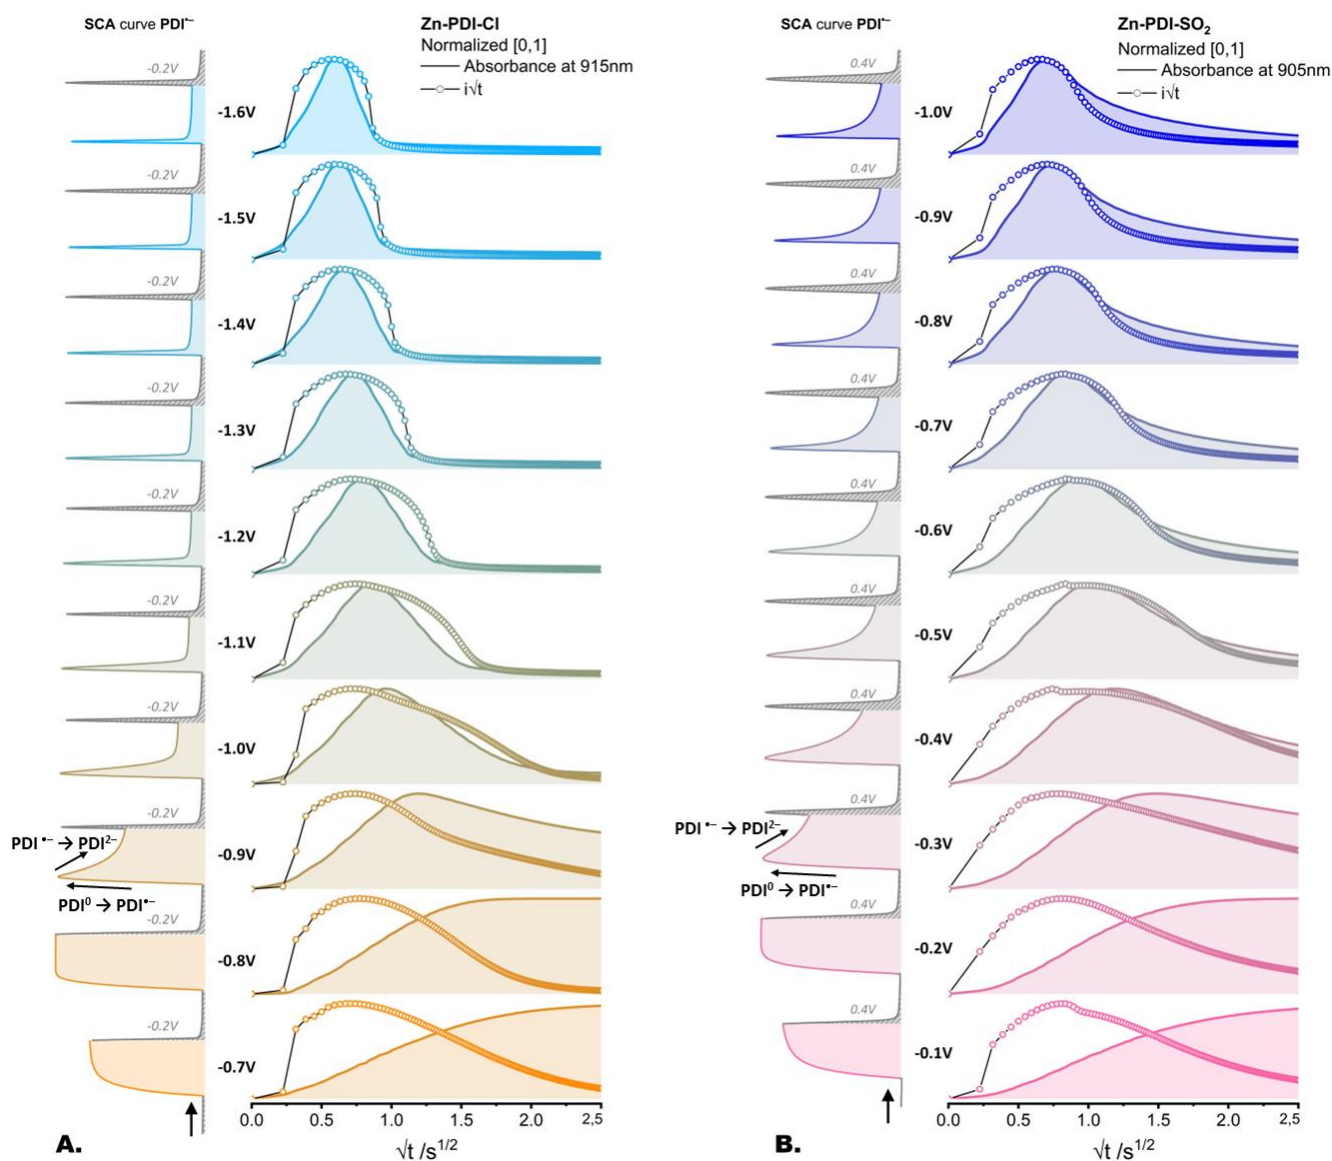 SCA curve PDI•–
Zn-PDI-Cl
Normalized [0,1]
Absorbance at 915nm
i√t
-0.2V
-1.6V
-0.2V
-1.5V
-0.2V
-1.4V
-0.2V
-1.3V
-0.2V
-1.2V
-0.2V
-1.1V
-0.2V
-1.0V
-0.2V
PDI •– → PDI2–
-0.9V
PDI0 → PDI•–
-0.2V
-0.8V
-0.2V
-0.7V
0.0 0.5 1.0 1.5 2.0 2,5
√t /s1/2
A.
SCA curve PDI•–
Zn-PDI-SO2
Normalized [0,1]
Absorbance at 905nm
i√t
0.4V
-1.0V
0.4V
-0.9V
0.4V
-0.8V
0.4V
-0.7V
0.4V
-0.6V
0.4V
-0.5V
0.4V
-0.4V
0.4V
PDI •– → PDI2–
-0.3V
PDI0 → PDI•–
0.4V
-0.2V
0.4V
-0.1V
0.0 0.5 1.0 1.5 2.0 2,5
√t /s1/2
B.